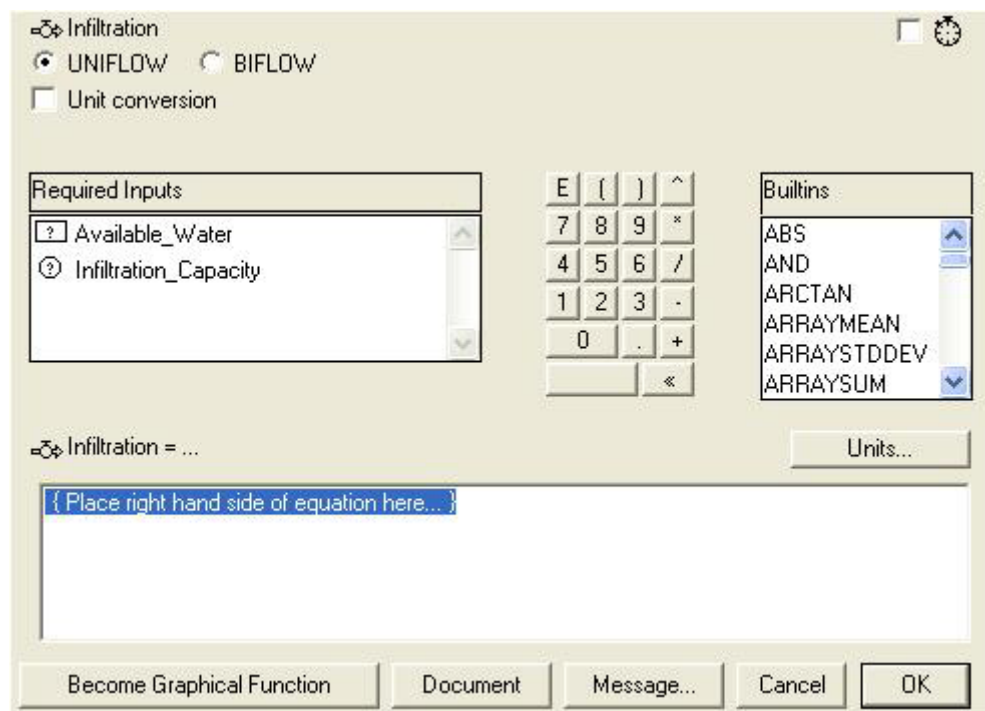 Infiltration
UNIFLOW BIFLOW
Unit conversion
Required Inputs
? Available_Water
? Infiltration_Capacity
E ( ) ^
7 8 9 *
4 5 6 /
1 2 3 -
0 . +
«
Builtins
ABS
AND
ARCTAN
ARRAYMEAN
ARRAYSTDDEV
ARRAYSUM
Infiltration = ...
Units...
{ Place right hand side of equation here... }
Become Graphical Function Document Message... Cancel OK